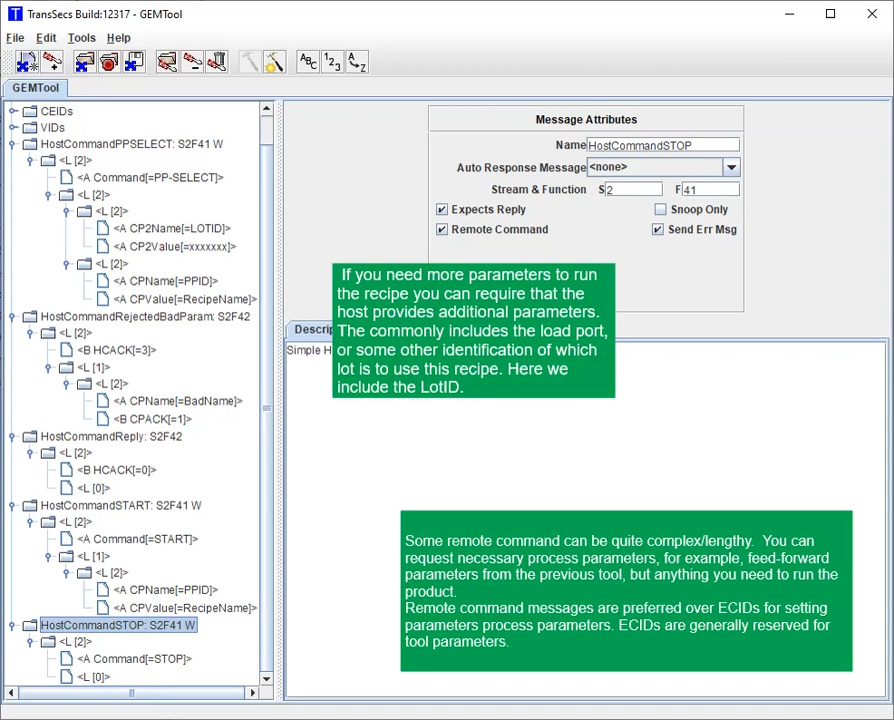 TransSecs Build:12317 - GEMTool
File Edit Tools Help
GEMTool
CEIDs
VIDs
HostCommandPPSELECT: S2F41 W
<L [2]>
<A Command[=PP-SELECT]>
<L [2]>
<L [2]>
<A CP2Name[=LOTID]>
<A CP2Value[=xxxxxxx]>
<L [2]>
<A CPName[=PPID]>
<A CPValue[=RecipeName]>
HostCommandRejectedBadParam: S2F42
<L [2]>
<B HCACK[=3]>
<L [1]>
<L [2]>
<A CPName[=BadName]>
<B CPACK[=1]>
HostCommandReply: S2F42
<L [2]>
<B HCACK[=0]>
<L [0]>
HostCommandSTART: S2F41 W
<L [2]>
<A Command[=START]>
<L [1]>
<L [2]>
<A CPName[=PPID]>
<A CPValue[=RecipeName]>
HostCommandSTOP: S2F41 W
<L [2]>
<A Command[=STOP]>
<L [0]>
Message Attributes
Name HostCommandSTOP
Auto Response Message <none>
Stream & Function S 2 F 41
Expects Reply Snoop Only
Remote Command Send Err Msg
If you need more parameters to run
the recipe you can require that the
host provides additional parameters.
The commonly includes the load port,
or some other identification of which
lot is to use this recipe. Here we
include the LotID.
Descrip
Simple H
Some remote command can be quite complex/lengthy. You can
request necessary process parameters, for example, feed-forward
parameters from the previous tool, but anything you need to run the
product.
Remote command messages are preferred over ECIDs for setting
parameters process parameters. ECIDs are generally reserved for
tool parameters.